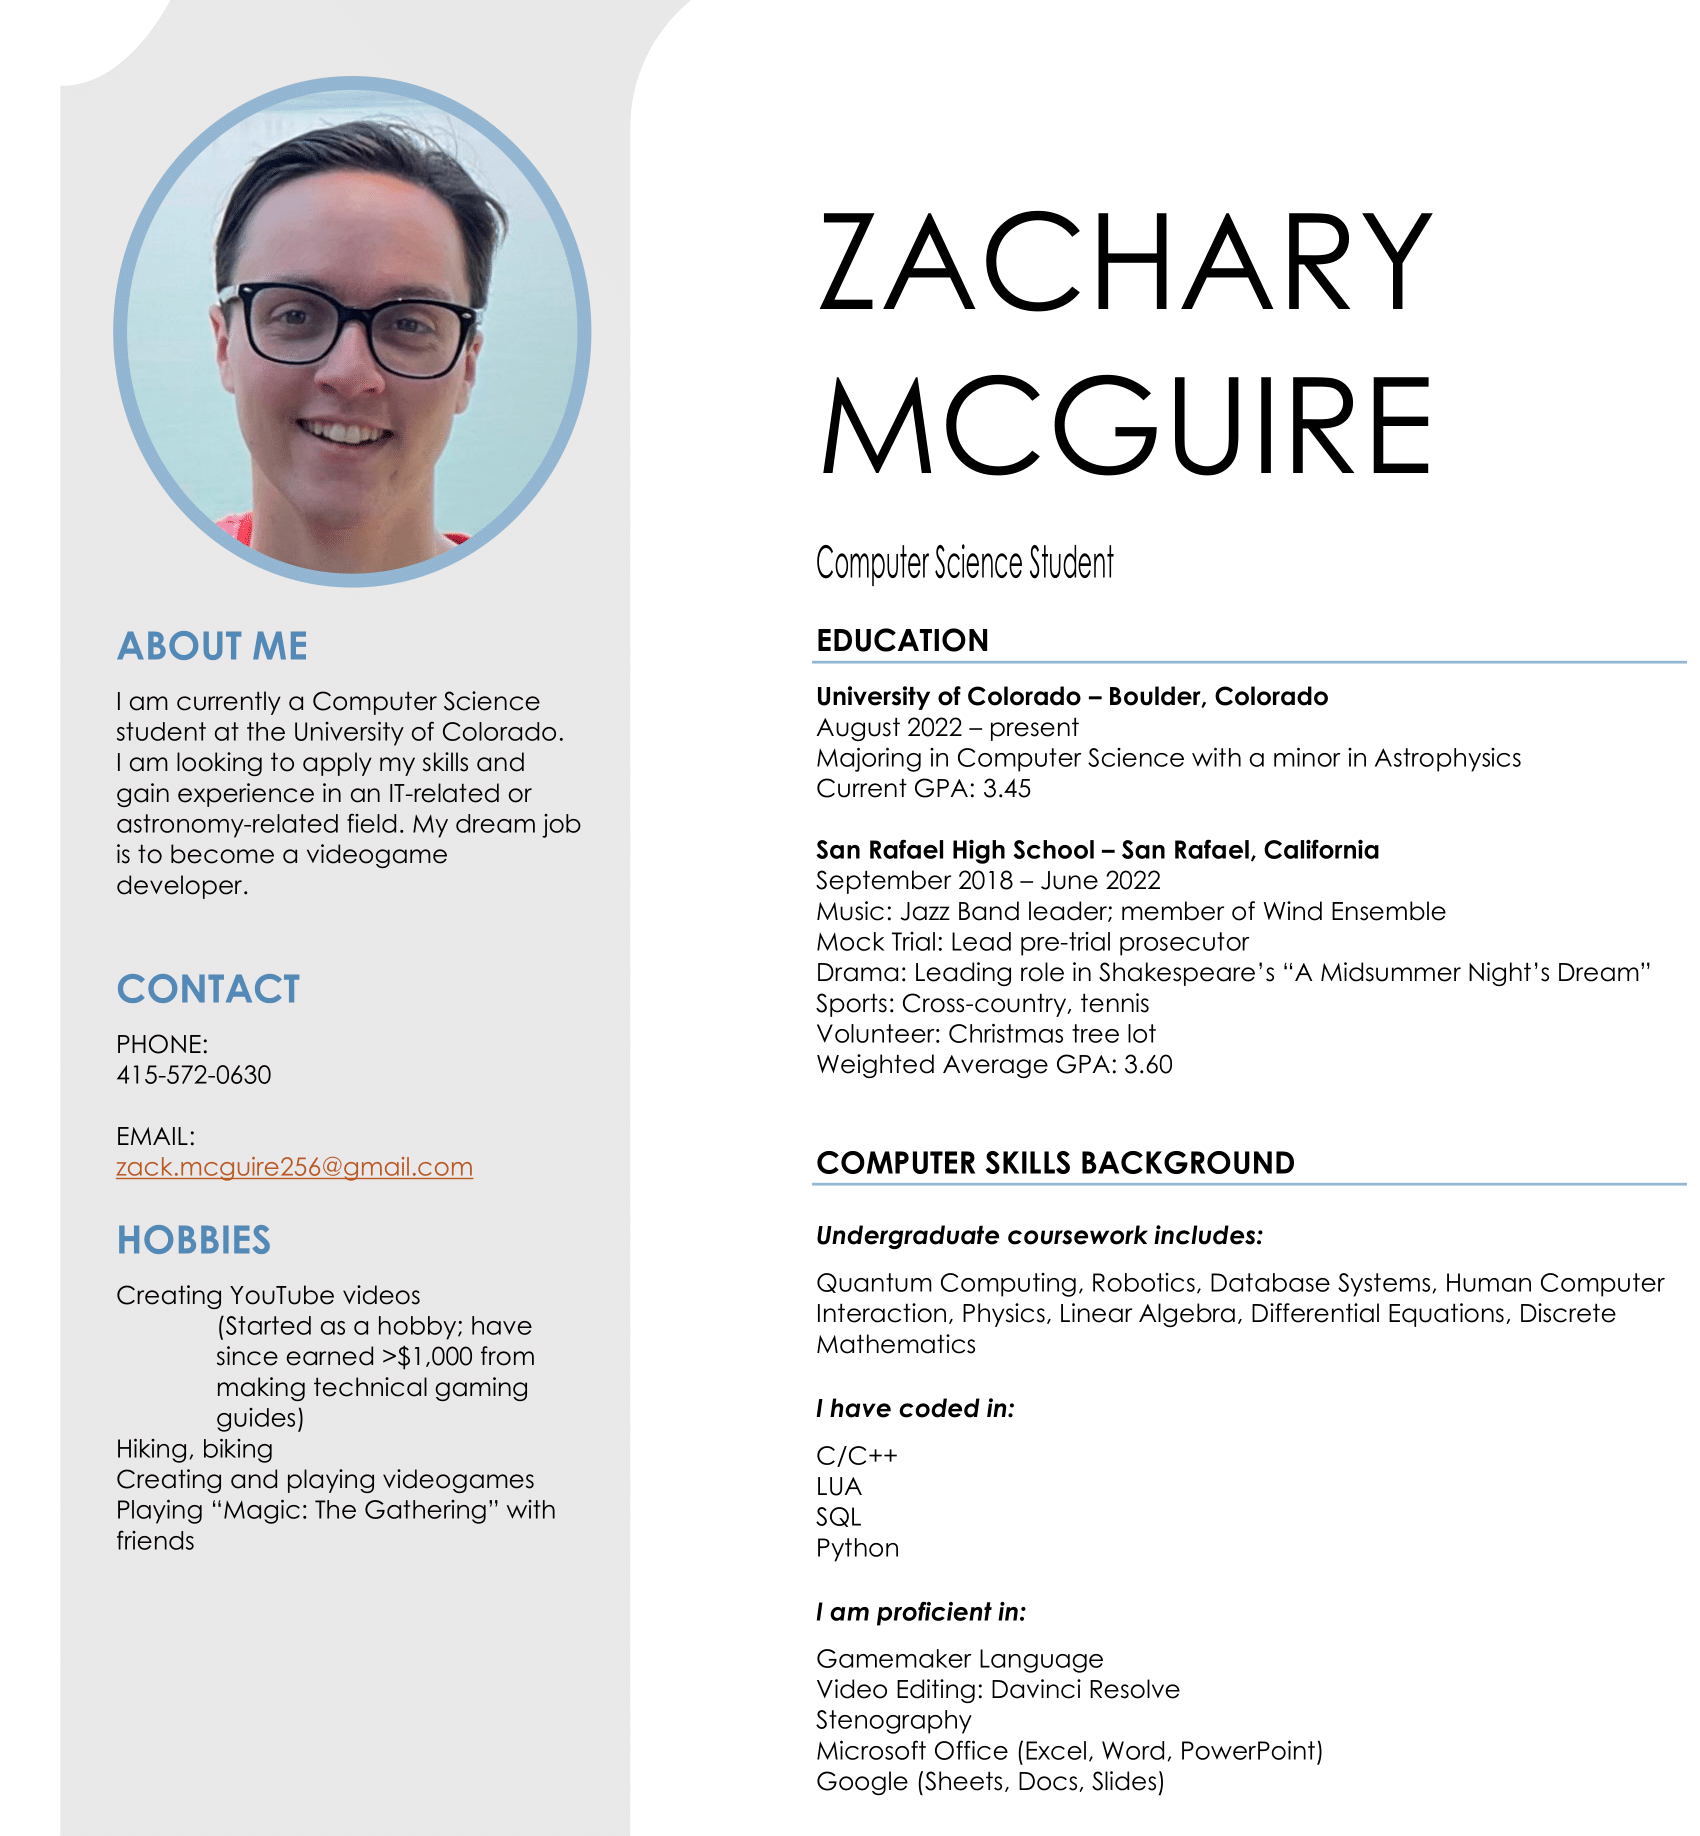 ZACHARY
MCGUIRE
Computer Science Student
ABOUT ME
I am currently a Computer Science
student at the University of Colorado.
I am looking to apply my skills and
gain experience in an IT-related or
astronomy-related field. My dream job
is to become a videogame
developer.
CONTACT
PHONE:
415-572-0630
EMAIL:
zack.mcguire256@gmail.com
HOBBIES
Creating YouTube videos
(Started as a hobby; have
since earned >$1,000 from
making technical gaming
guides)
Hiking, biking
Creating and playing videogames
Playing “Magic: The Gathering” with
friends
EDUCATION
University of Colorado – Boulder, Colorado
August 2022 – present
Majoring in Computer Science with a minor in Astrophysics
Current GPA: 3.45
San Rafael High School – San Rafael, California
September 2018 – June 2022
Music: Jazz Band leader; member of Wind Ensemble
Mock Trial: Lead pre-trial prosecutor
Drama: Leading role in Shakespeare’s “A Midsummer Night’s Dream”
Sports: Cross-country, tennis
Volunteer: Christmas tree lot
Weighted Average GPA: 3.60
COMPUTER SKILLS BACKGROUND
Undergraduate coursework includes:
Quantum Computing, Robotics, Database Systems, Human Computer
Interaction, Physics, Linear Algebra, Differential Equations, Discrete
Mathematics
I have coded in:
C/C++
LUA
SQL
Python
I am proficient in:
Gamemaker Language
Video Editing: Davinci Resolve
Stenography
Microsoft Office (Excel, Word, PowerPoint)
Google (Sheets, Docs, Slides)